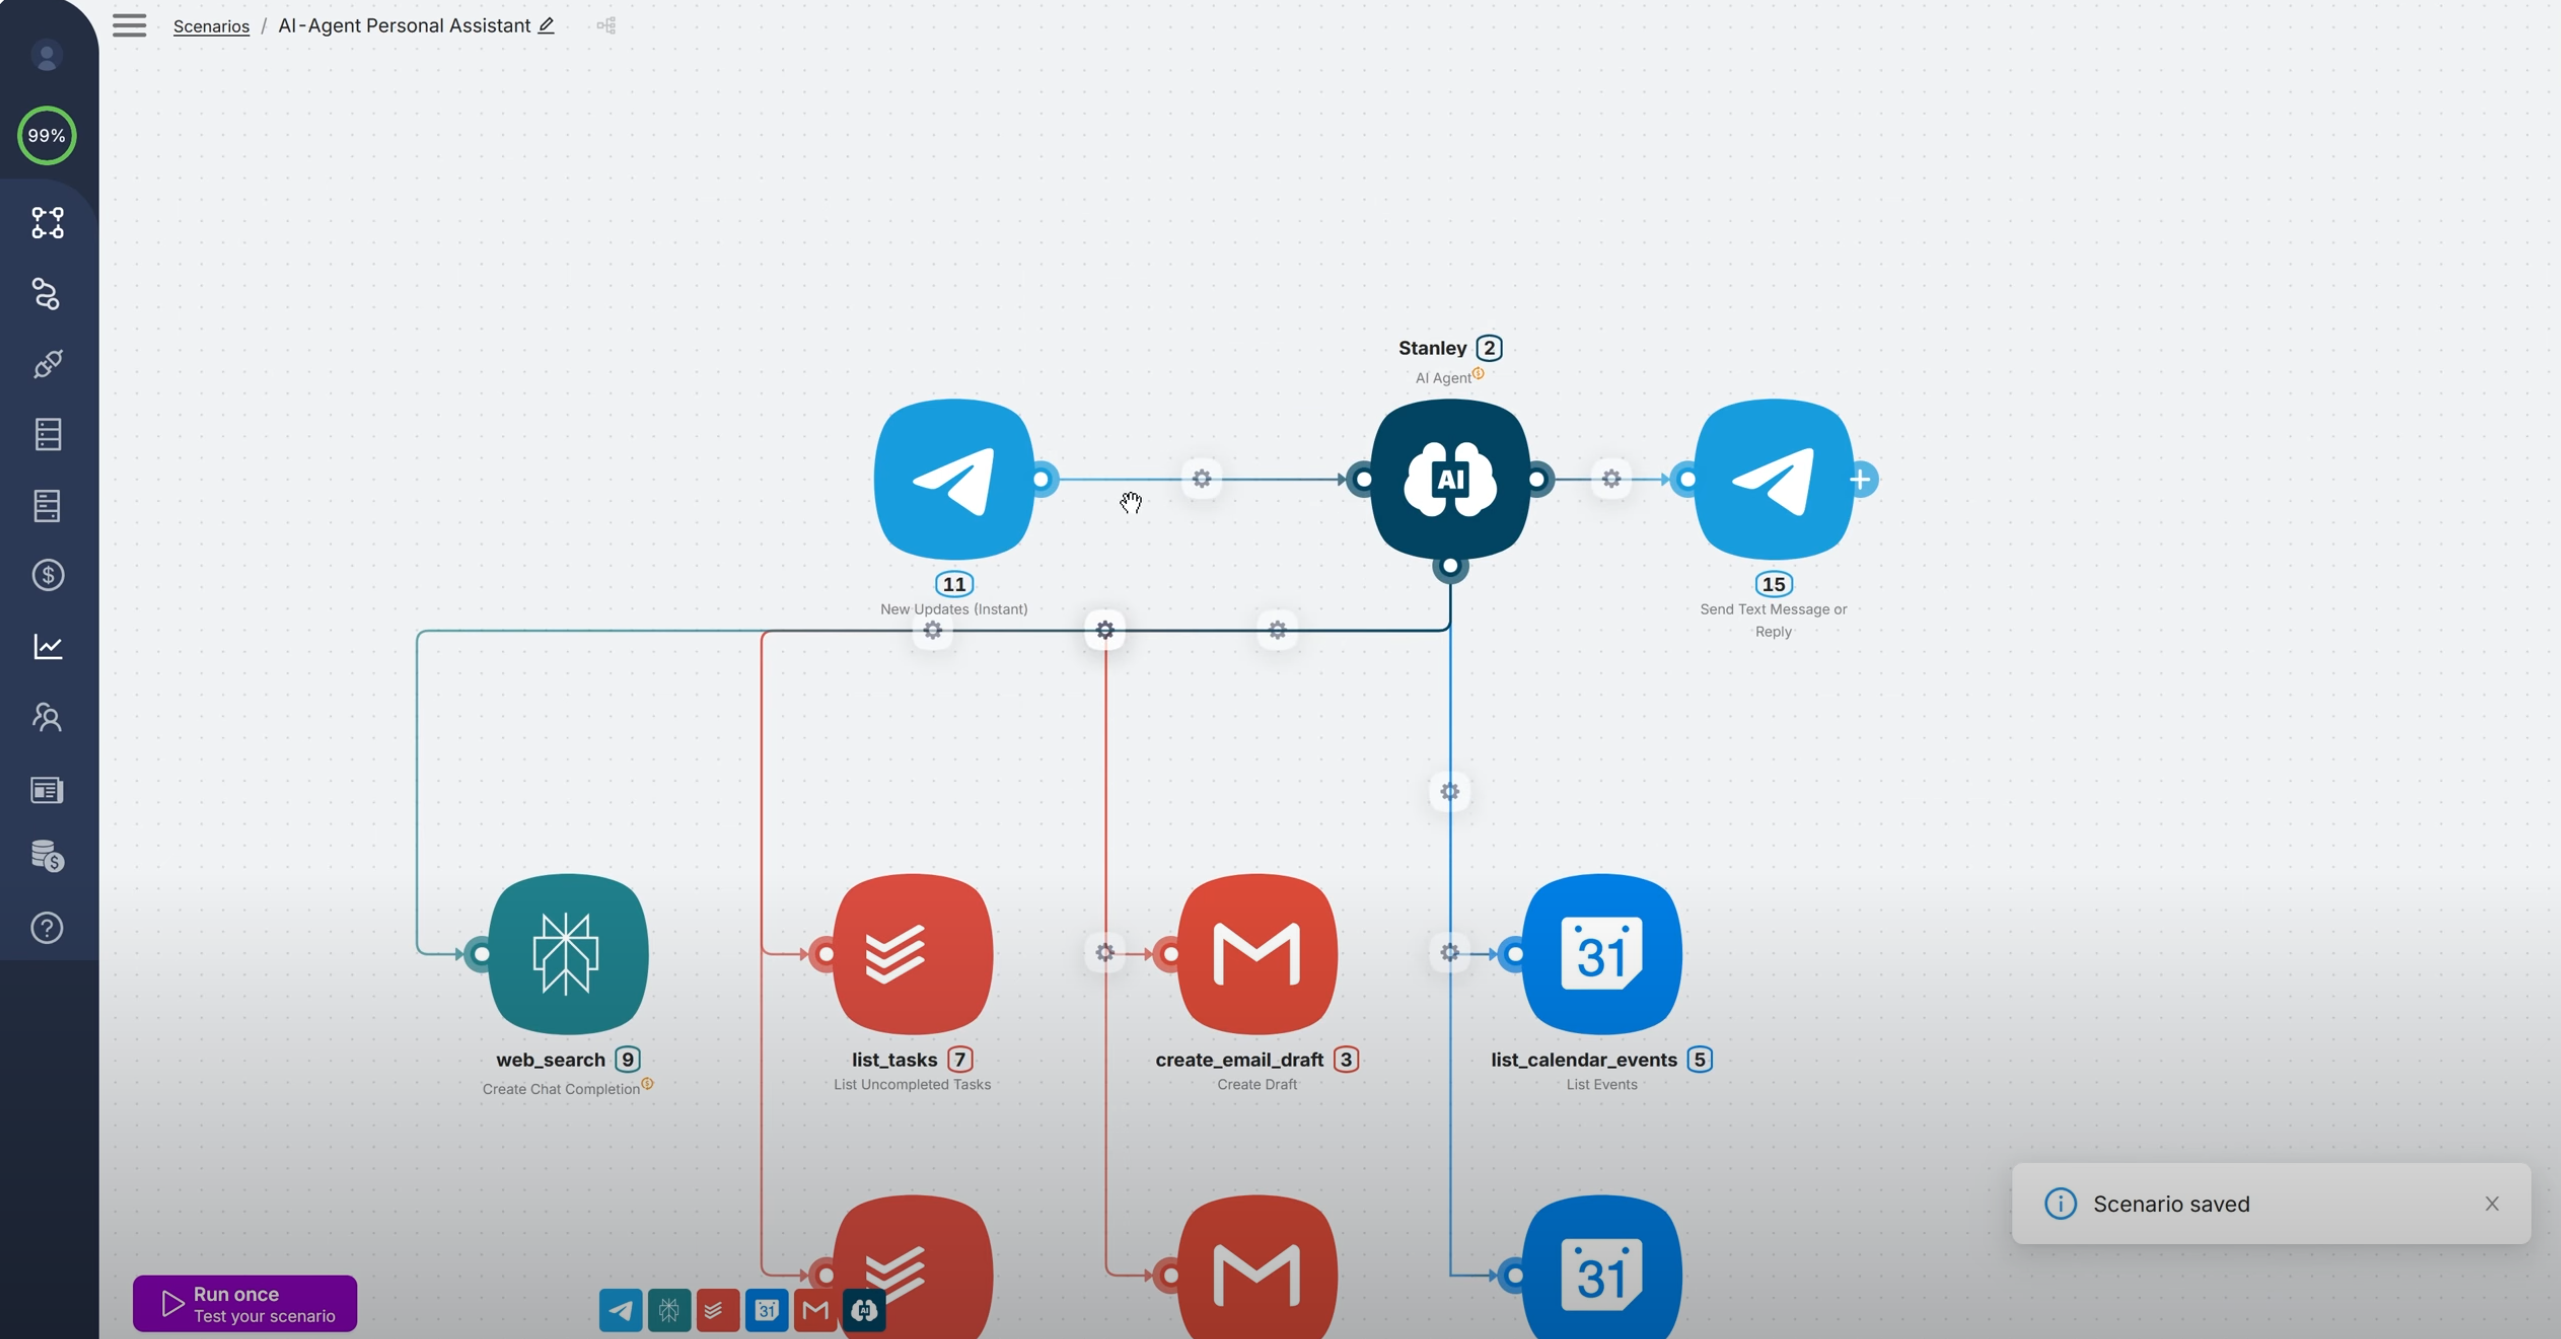 Scenarios / AI-Agent Personal Assistant
99%
Stanley 2
AI Agent
AI
11
New Updates (Instant)
15
Send Text Message or
Reply
31
web_search 9
Create Chat Completion
list_tasks 7
List Uncompleted Tasks
create_email_draft 3
Create Draft
list_calendar_events 5
List Events
31
Scenario saved
Run once
Test your scenario
31
AI